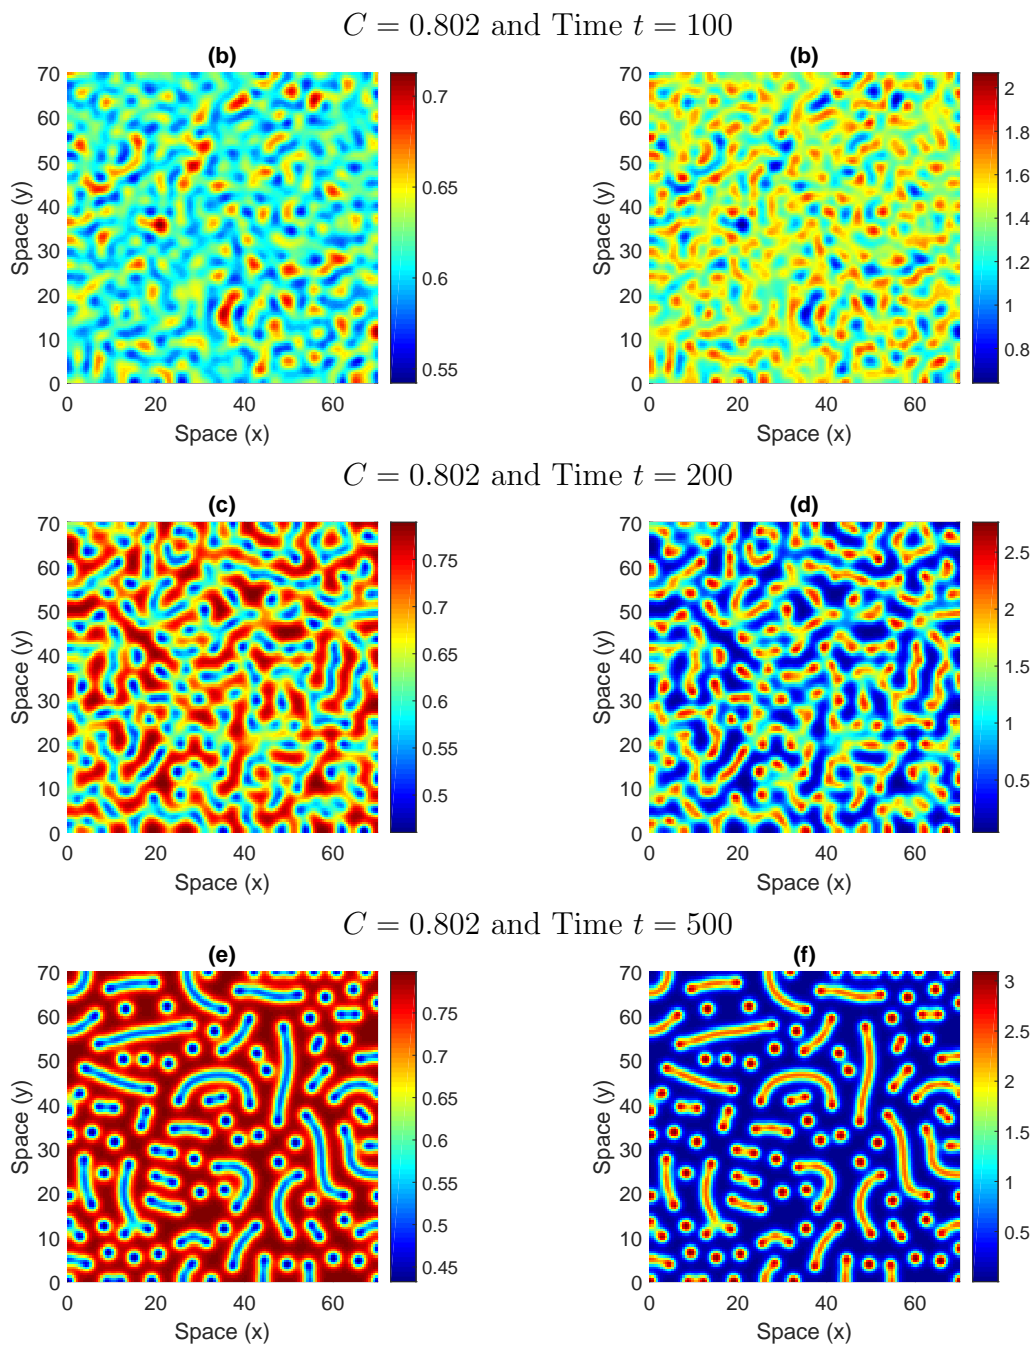 C = 0.802 and Time t = 100
(b) (b)
70 70
60 60
50 50
40 40
30 30
20 20
10 10
0 0
0 20 40 60 0 20 40 60
Space (x) Space (x)
Space (y) Space (y)
0.7 2
0.65 1.8
0.6 1.6
0.55 1.4
1.2
1
0.8
C = 0.802 and Time t = 200
(c) (d)
70 70
60 60
50 50
40 40
30 30
20 20
10 10
0 0
0 20 40 60 0 20 40 60
Space (x) Space (x)
Space (y) Space (y)
0.75 2.5
0.7 2
0.65 1.5
0.6 1
0.55 0.5
0.5
C = 0.802 and Time t = 500
(e) (f)
70 70
60 60
50 50
40 40
30 30
20 20
10 10
0 0
0 20 40 60 0 20 40 60
Space (x) Space (x)
Space (y) Space (y)
0.75 3
0.7 2.5
0.65 2
0.6 1.5
0.55 1
0.5 0.5
0.45